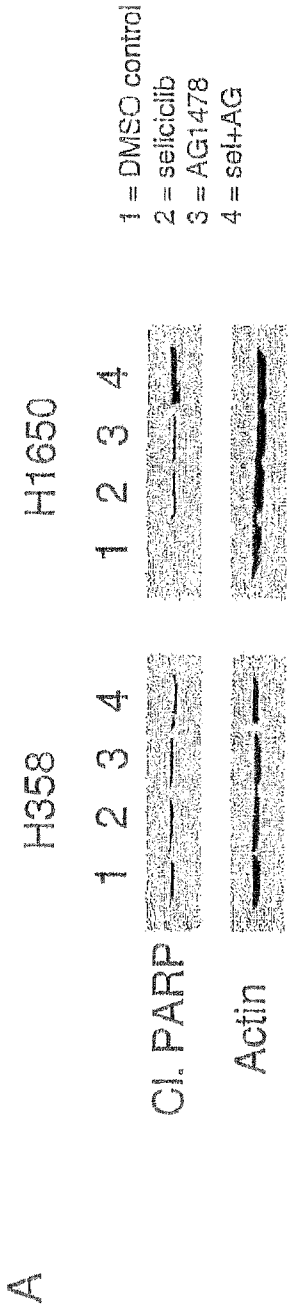 A
H358
H1650
1 2 3 4
1 2 3 4
Cl. PARP
Actin
1 = DMSO control
2 = seliciclib
3 = AG1478
4 = sel+AG